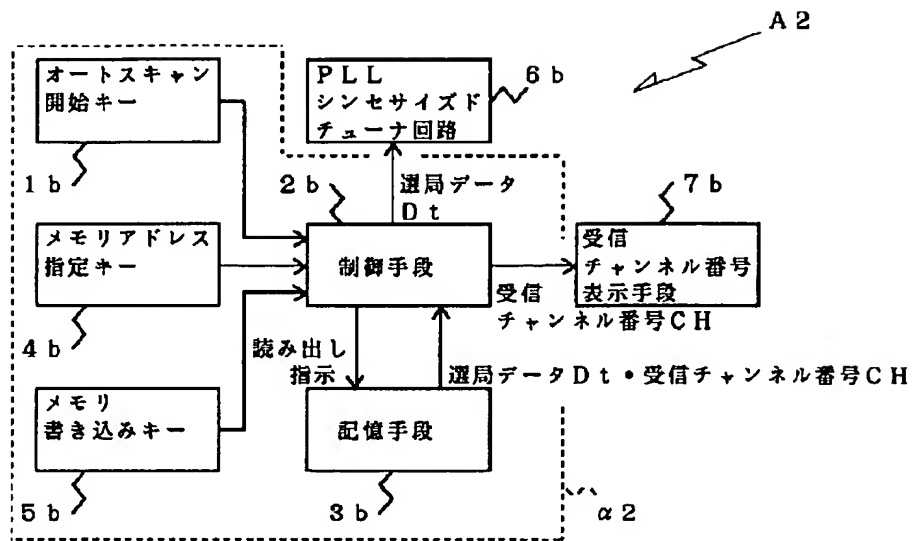 A2
オートスキャン
開始キー
1b
PLL
シンセサイズド
チューナ回路
6b
2b
選局データ
Dt
7b
メモリアドレス
指定キー
4b
制御手段
受信
チャンネル番号CH
受信
チャンネル番号
表示手段
読み出し
指示
選局データDt・受信チャンネル番号CH
メモリ
書き込みキー
5b
記憶手段
3b
α2